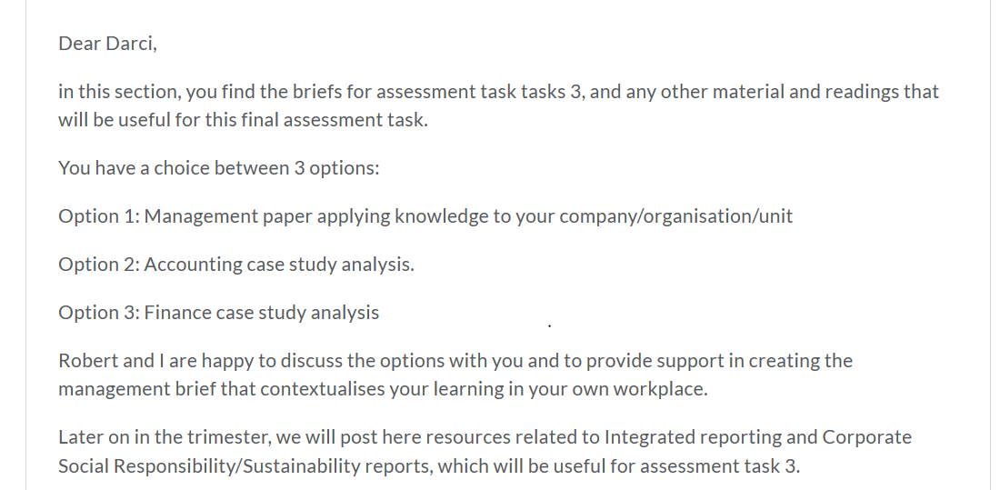 Dear Darci,
in this section, you find the briefs for assessment task tasks 3, and any other material and readings that
will be useful for this final assessment task.
You have a choice between 3 options:
Option 1: Management paper applying knowledge to your company/organisation/unit
Option 2: Accounting case study analysis.
Option 3: Finance case study analysis
Robert and I are happy to discuss the options with you and to provide support in creating the
management brief that contextualises your learning in your own workplace.
Later on in the trimester, we will post here resources related to Integrated reporting and Corporate
Social Responsibility/Sustainability reports, which will be useful for assessment task 3.